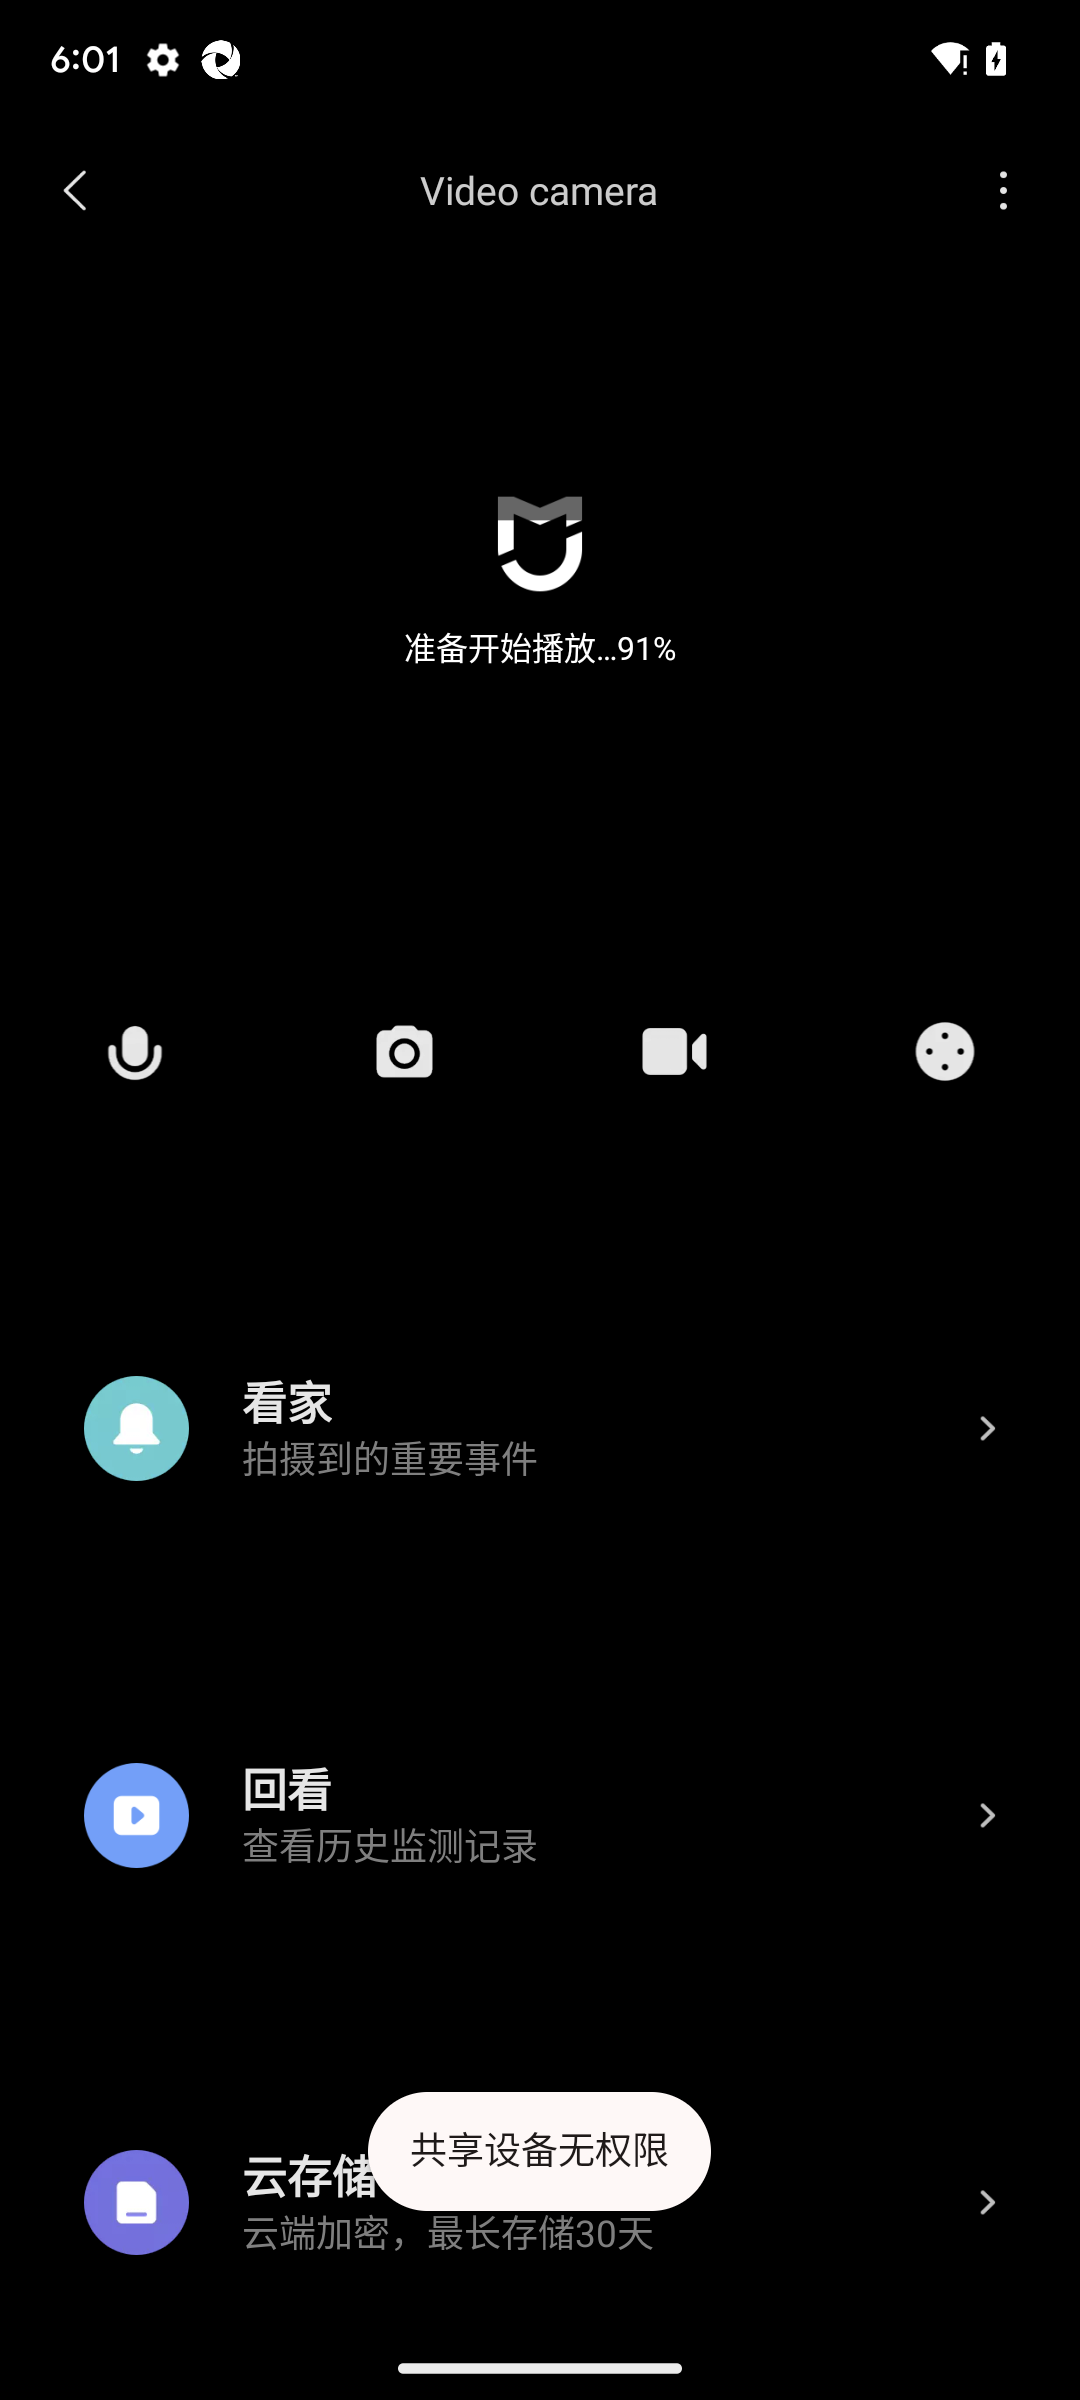 6:01
Video camera
准备开始播放...91%
看家
拍摄到的重要事件
回看
查看历史监测记录
共享设备无权限
云存储
云端加密，最长存储30天